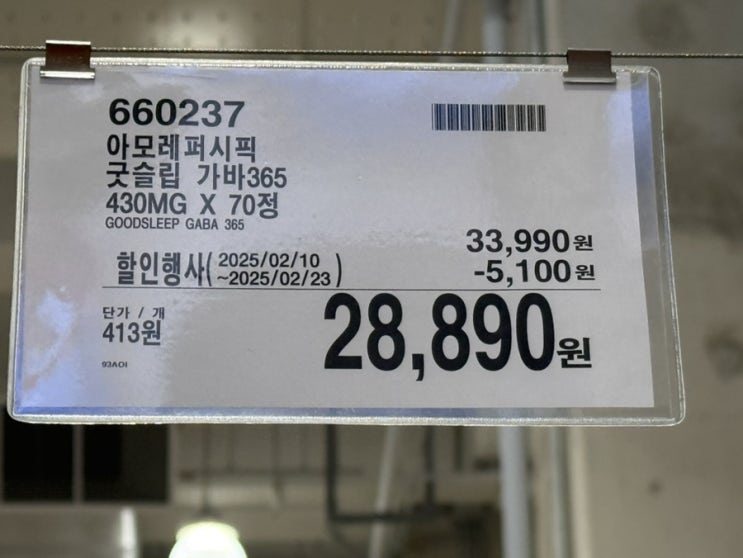 660237
아모레퍼시픽
굿슬립 가바365
430MG X 70정
GOODSLEEP GABA 365
33,990원
할인행사(2025/02/10
~2025/02/23)
-5,100원
단가 / 개
413원
28,890원
93AOI